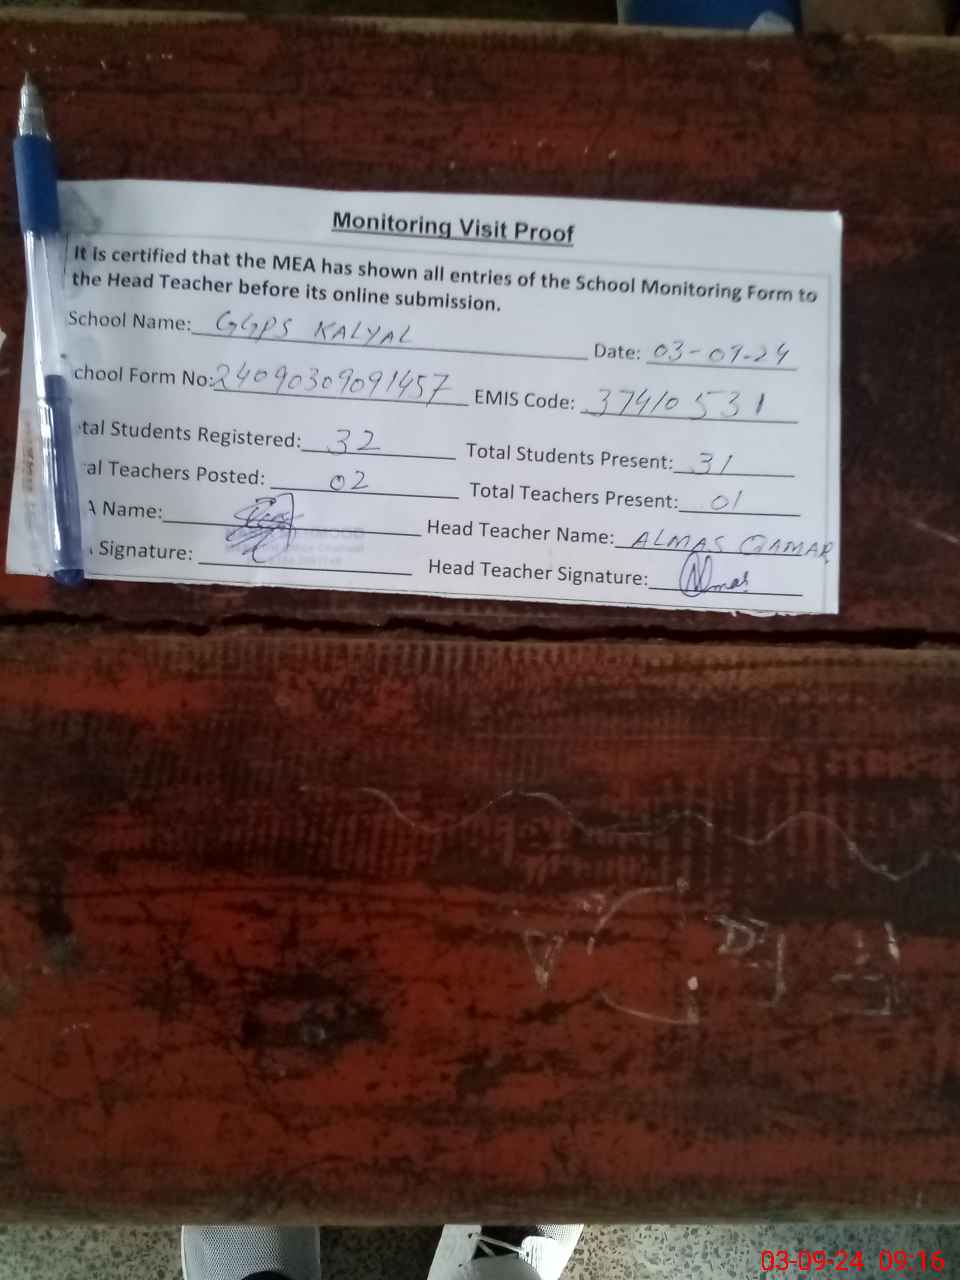 Monitoring Visit Proof
It is certified that the MEA has shown all entries of the School Monitoring Form to
the Head Teacher before its online submission.
School Name: GGPS KALYAL Date: 03-09-24
chool Form No: 24090309091457 EMIS Code: 37410531
tal Students Registered: 32 Total Students Present: 31
al Teachers Posted: 02 Total Teachers Present: 01
A Name: Head Teacher Name: ALMAS QAMAR
Signature: Head Teacher Signature: Almas
03-09-24 09:16